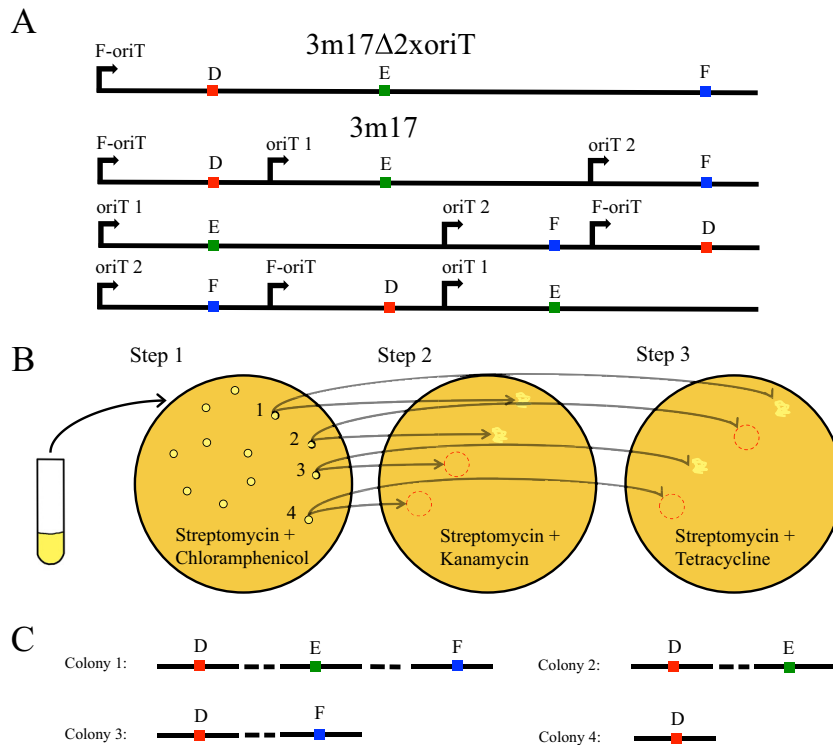 A
3m17Δ2xoriT
F-oriT
D E F
3m17
F-oriT D oriT 1 E oriT 2 F
oriT 1 E oriT 2 F F-oriT D
oriT 2 F F-oriT D oriT 1 E
B
Step 1 Step 2 Step 3
1
2
3
4
Streptomycin +
Chloramphenicol
Streptomycin +
Kanamycin
Streptomycin +
Tetracycline
C
Colony 1: D E F
Colony 2: D E
Colony 3: D F
Colony 4: D